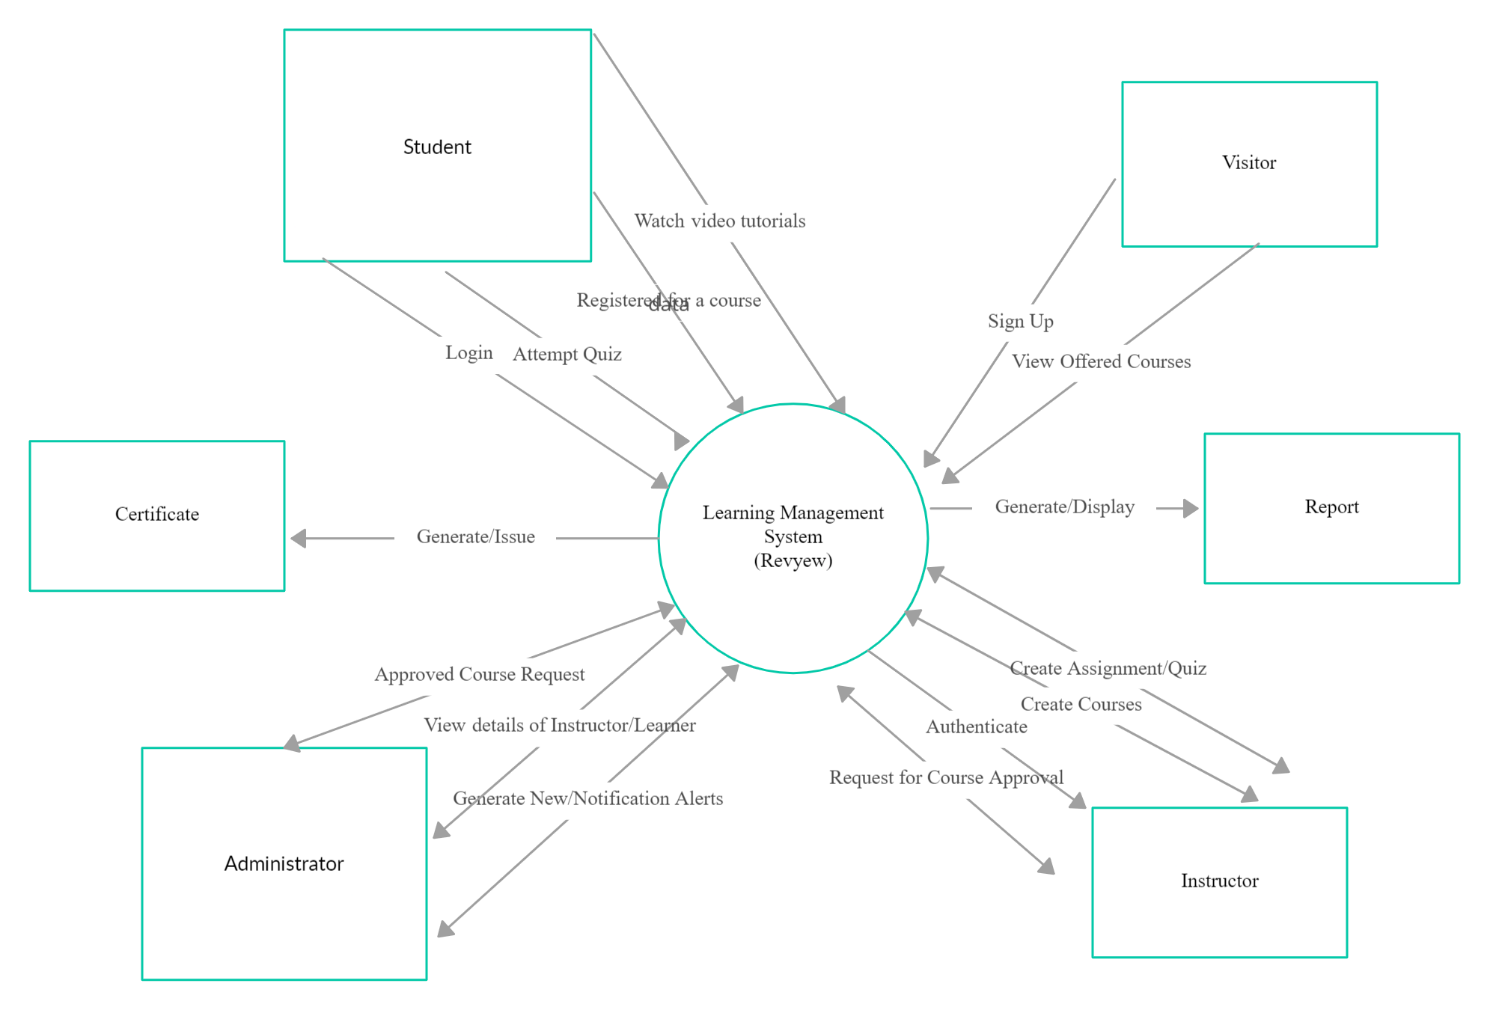 Student
Visitor
Watch video tutorials
Registered for a course
data
Sign Up
Login
Attempt Quiz
View Offered Courses
Certificate
Generate/Issue
Learning Management
System
(Revyew)
Generate/Display
Report
Approved Course Request
Create Assignment/Quiz
Create Courses
View details of Instructor/Learner
Authenticate
Request for Course Approval
Generate New/Notification Alerts
Administrator
Instructor